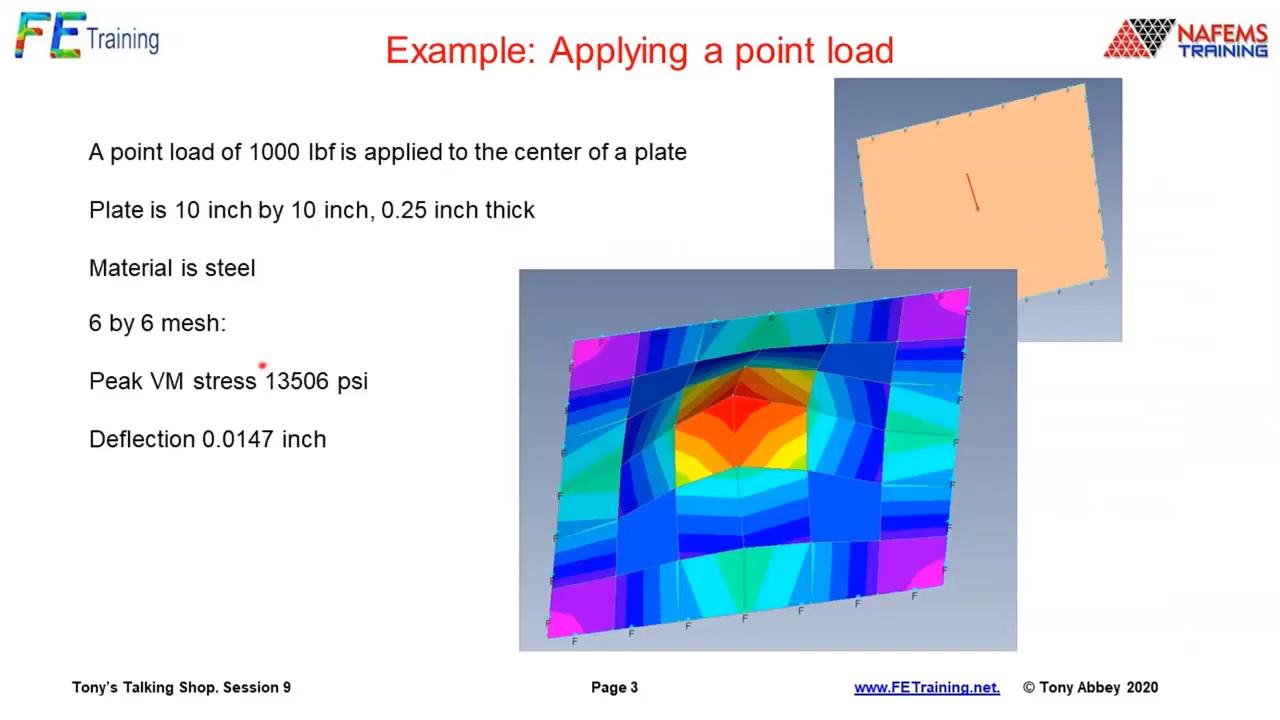 FE Training
Example: Applying a point load
NAFEMS
TRAINING
A point load of 1000 lbf is applied to the center of a plate
Plate is 10 inch by 10 inch, 0.25 inch thick
Material is steel
6 by 6 mesh:
Peak VM stress 13506 psi
Deflection 0.0147 inch
Tony's Talking Shop. Session 9
Page 3
www.FETraining.net.
© Tony Abbey 2020